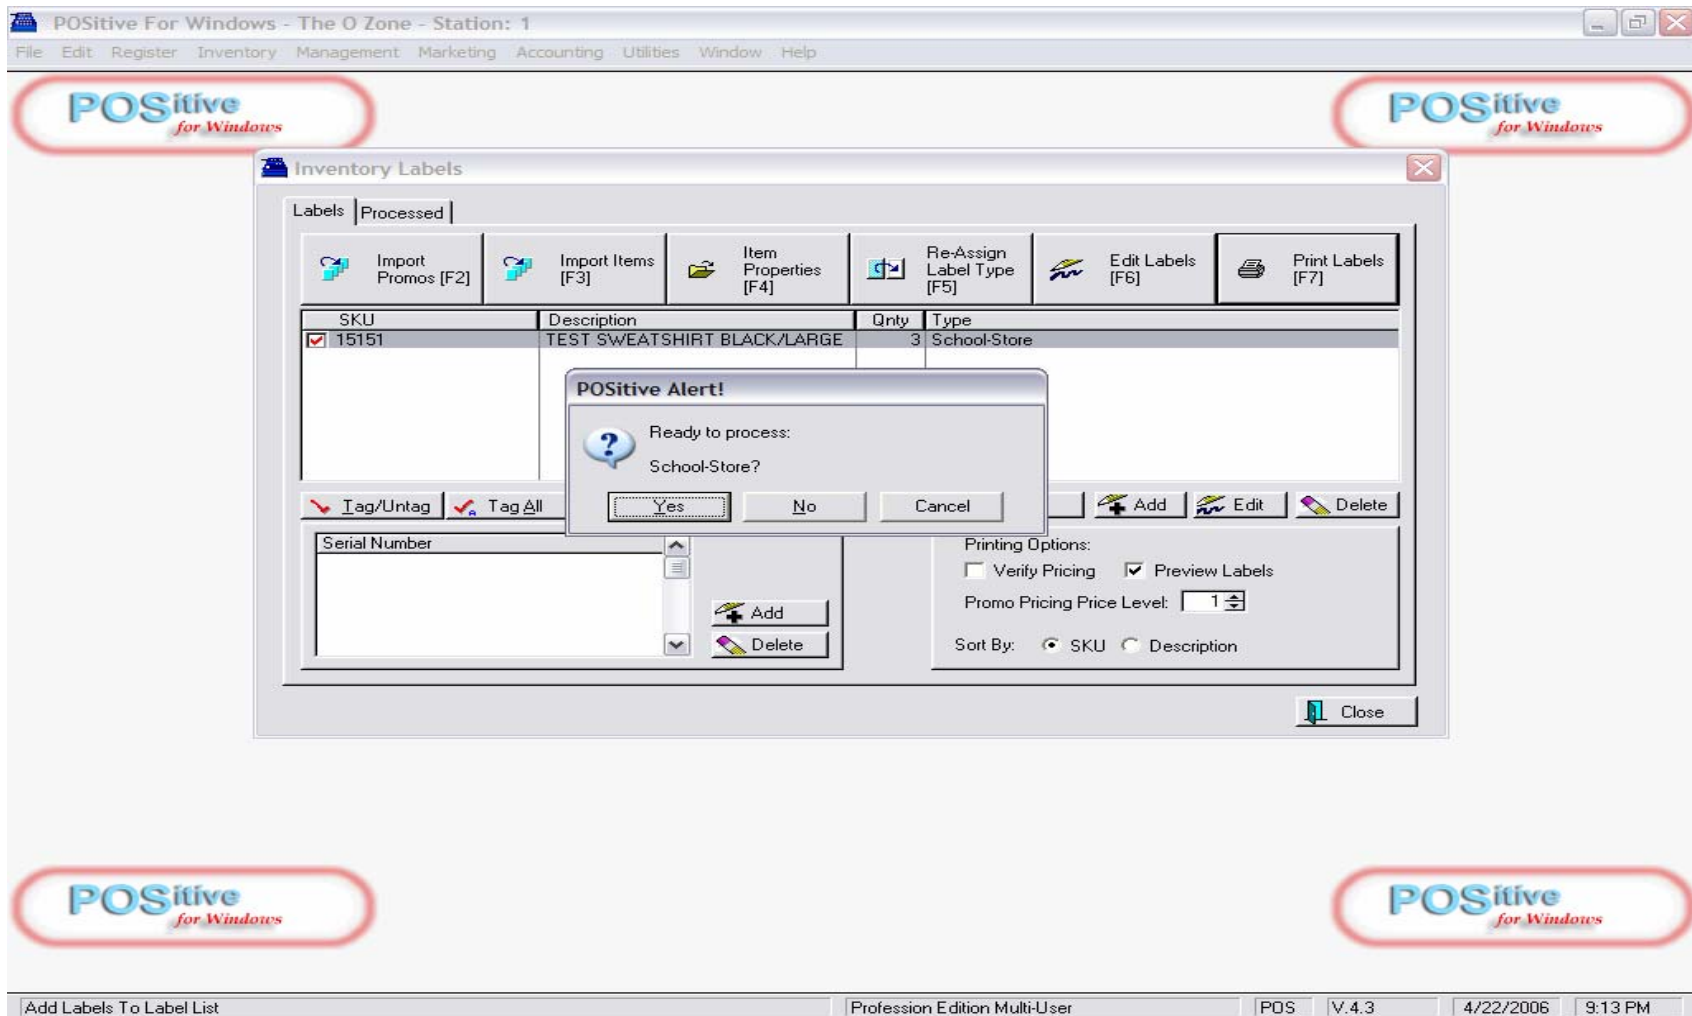 POSitive For Windows - The O Zone - Station: 1
File Edit Register Inventory Management Marketing Accounting Utilities Window Help
POSitive
for Windows
POSitive
for Windows
Inventory Labels
Labels Processed
Import
Promos [F2]
Import Items
[F3]
Item
Properties
[F4]
Re-Assign
Label Type
[F5]
Edit Labels
[F6]
Print Labels
[F7]
SKU Description Qnty Type
15151 TEST SWEATSHIRT BLACK/LARGE 3 School-Store
POSitive Alert!
Ready to process:
School-Store?
Yes No Cancel
Tag/Untag Tag All Add Edit Delete
Serial Number
Add
Delete
Printing Options:
Verify Pricing Preview Labels
Promo Pricing Price Level: 1
Sort By: SKU Description
Close
POSitive
for Windows
POSitive
for Windows
Add Labels To Label List Profession Edition Multi-User POS V.4.3 4/22/2006 9:13 PM